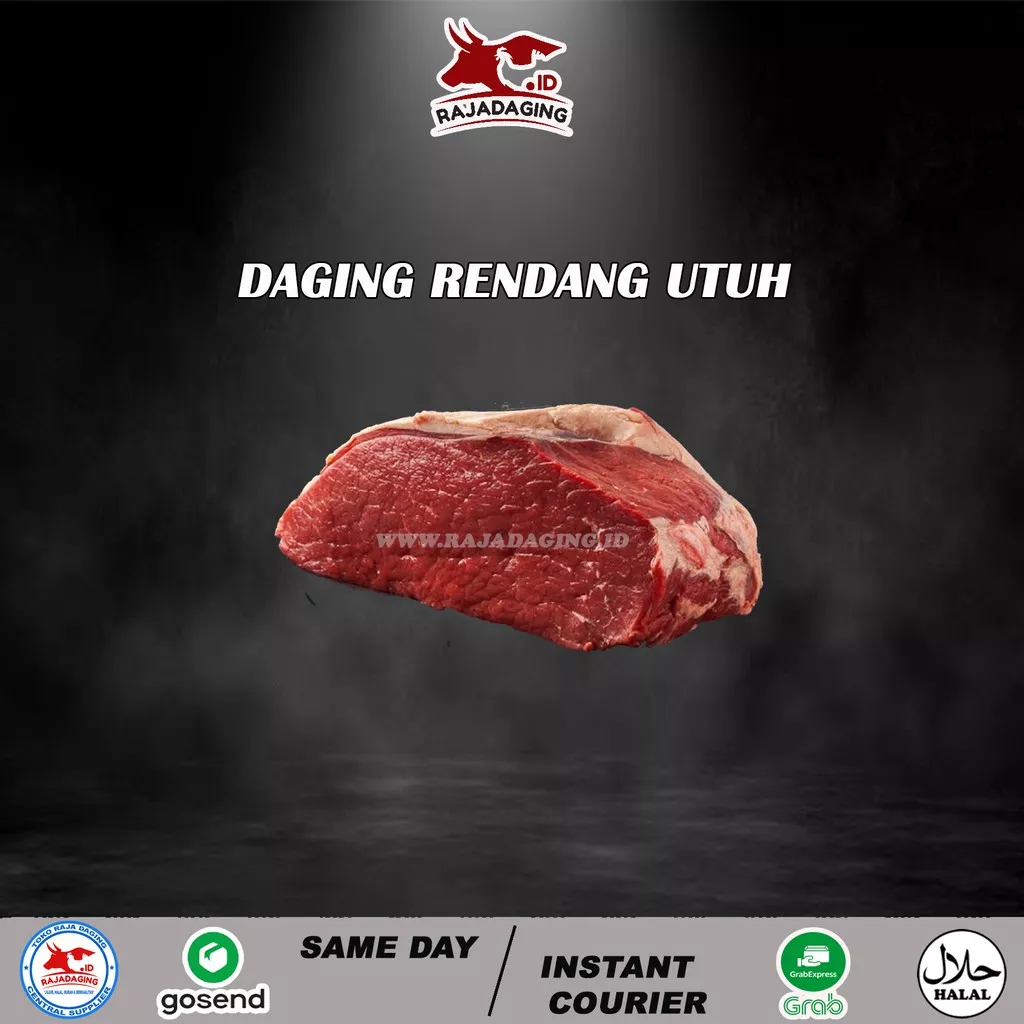 .ID
RAJADAGING
DAGING RENDANG UTUH
WWW.RAJADAGING.ID
TOKO RAJA DAGING
.ID
RAJADAGING
CENTRAL SUPPLIER
gosend
SAME DAY
INSTANT
COURIER
GrabExpress
Grab
حلال
HALAL